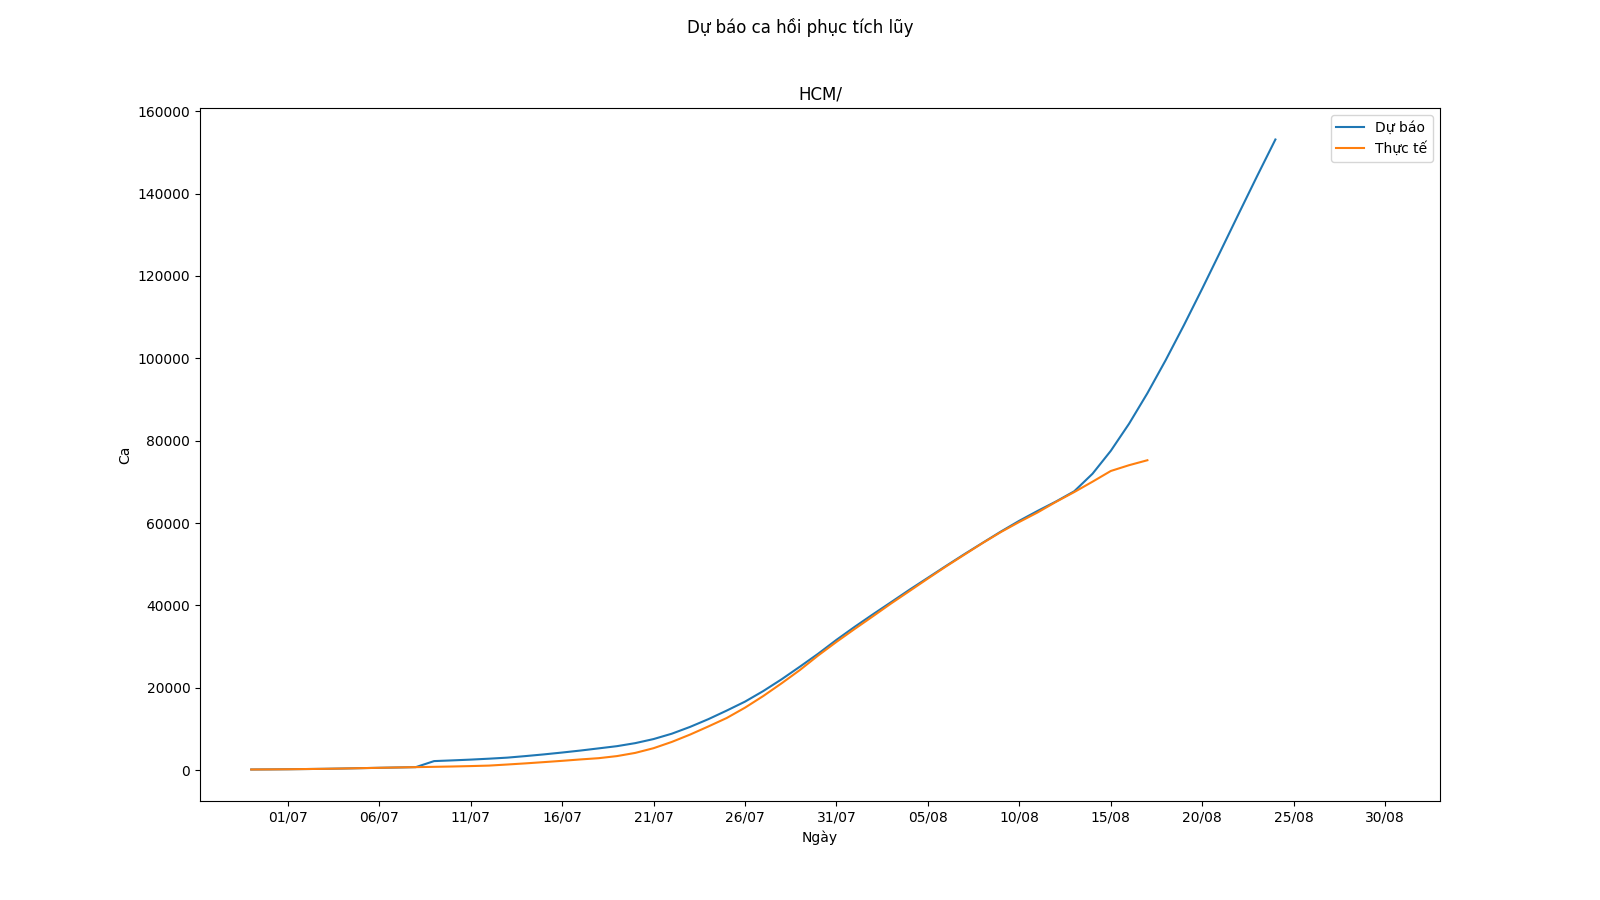 Dự báo ca hồi phục tích lũy
HCM/
160000
140000
120000
100000
80000
60000
40000
20000
0
Ca
Dự báo
Thực tế
01/07 06/07 11/07 16/07 21/07 26/07 31/07 05/08 10/08 15/08 20/08 25/08 30/08
Ngày